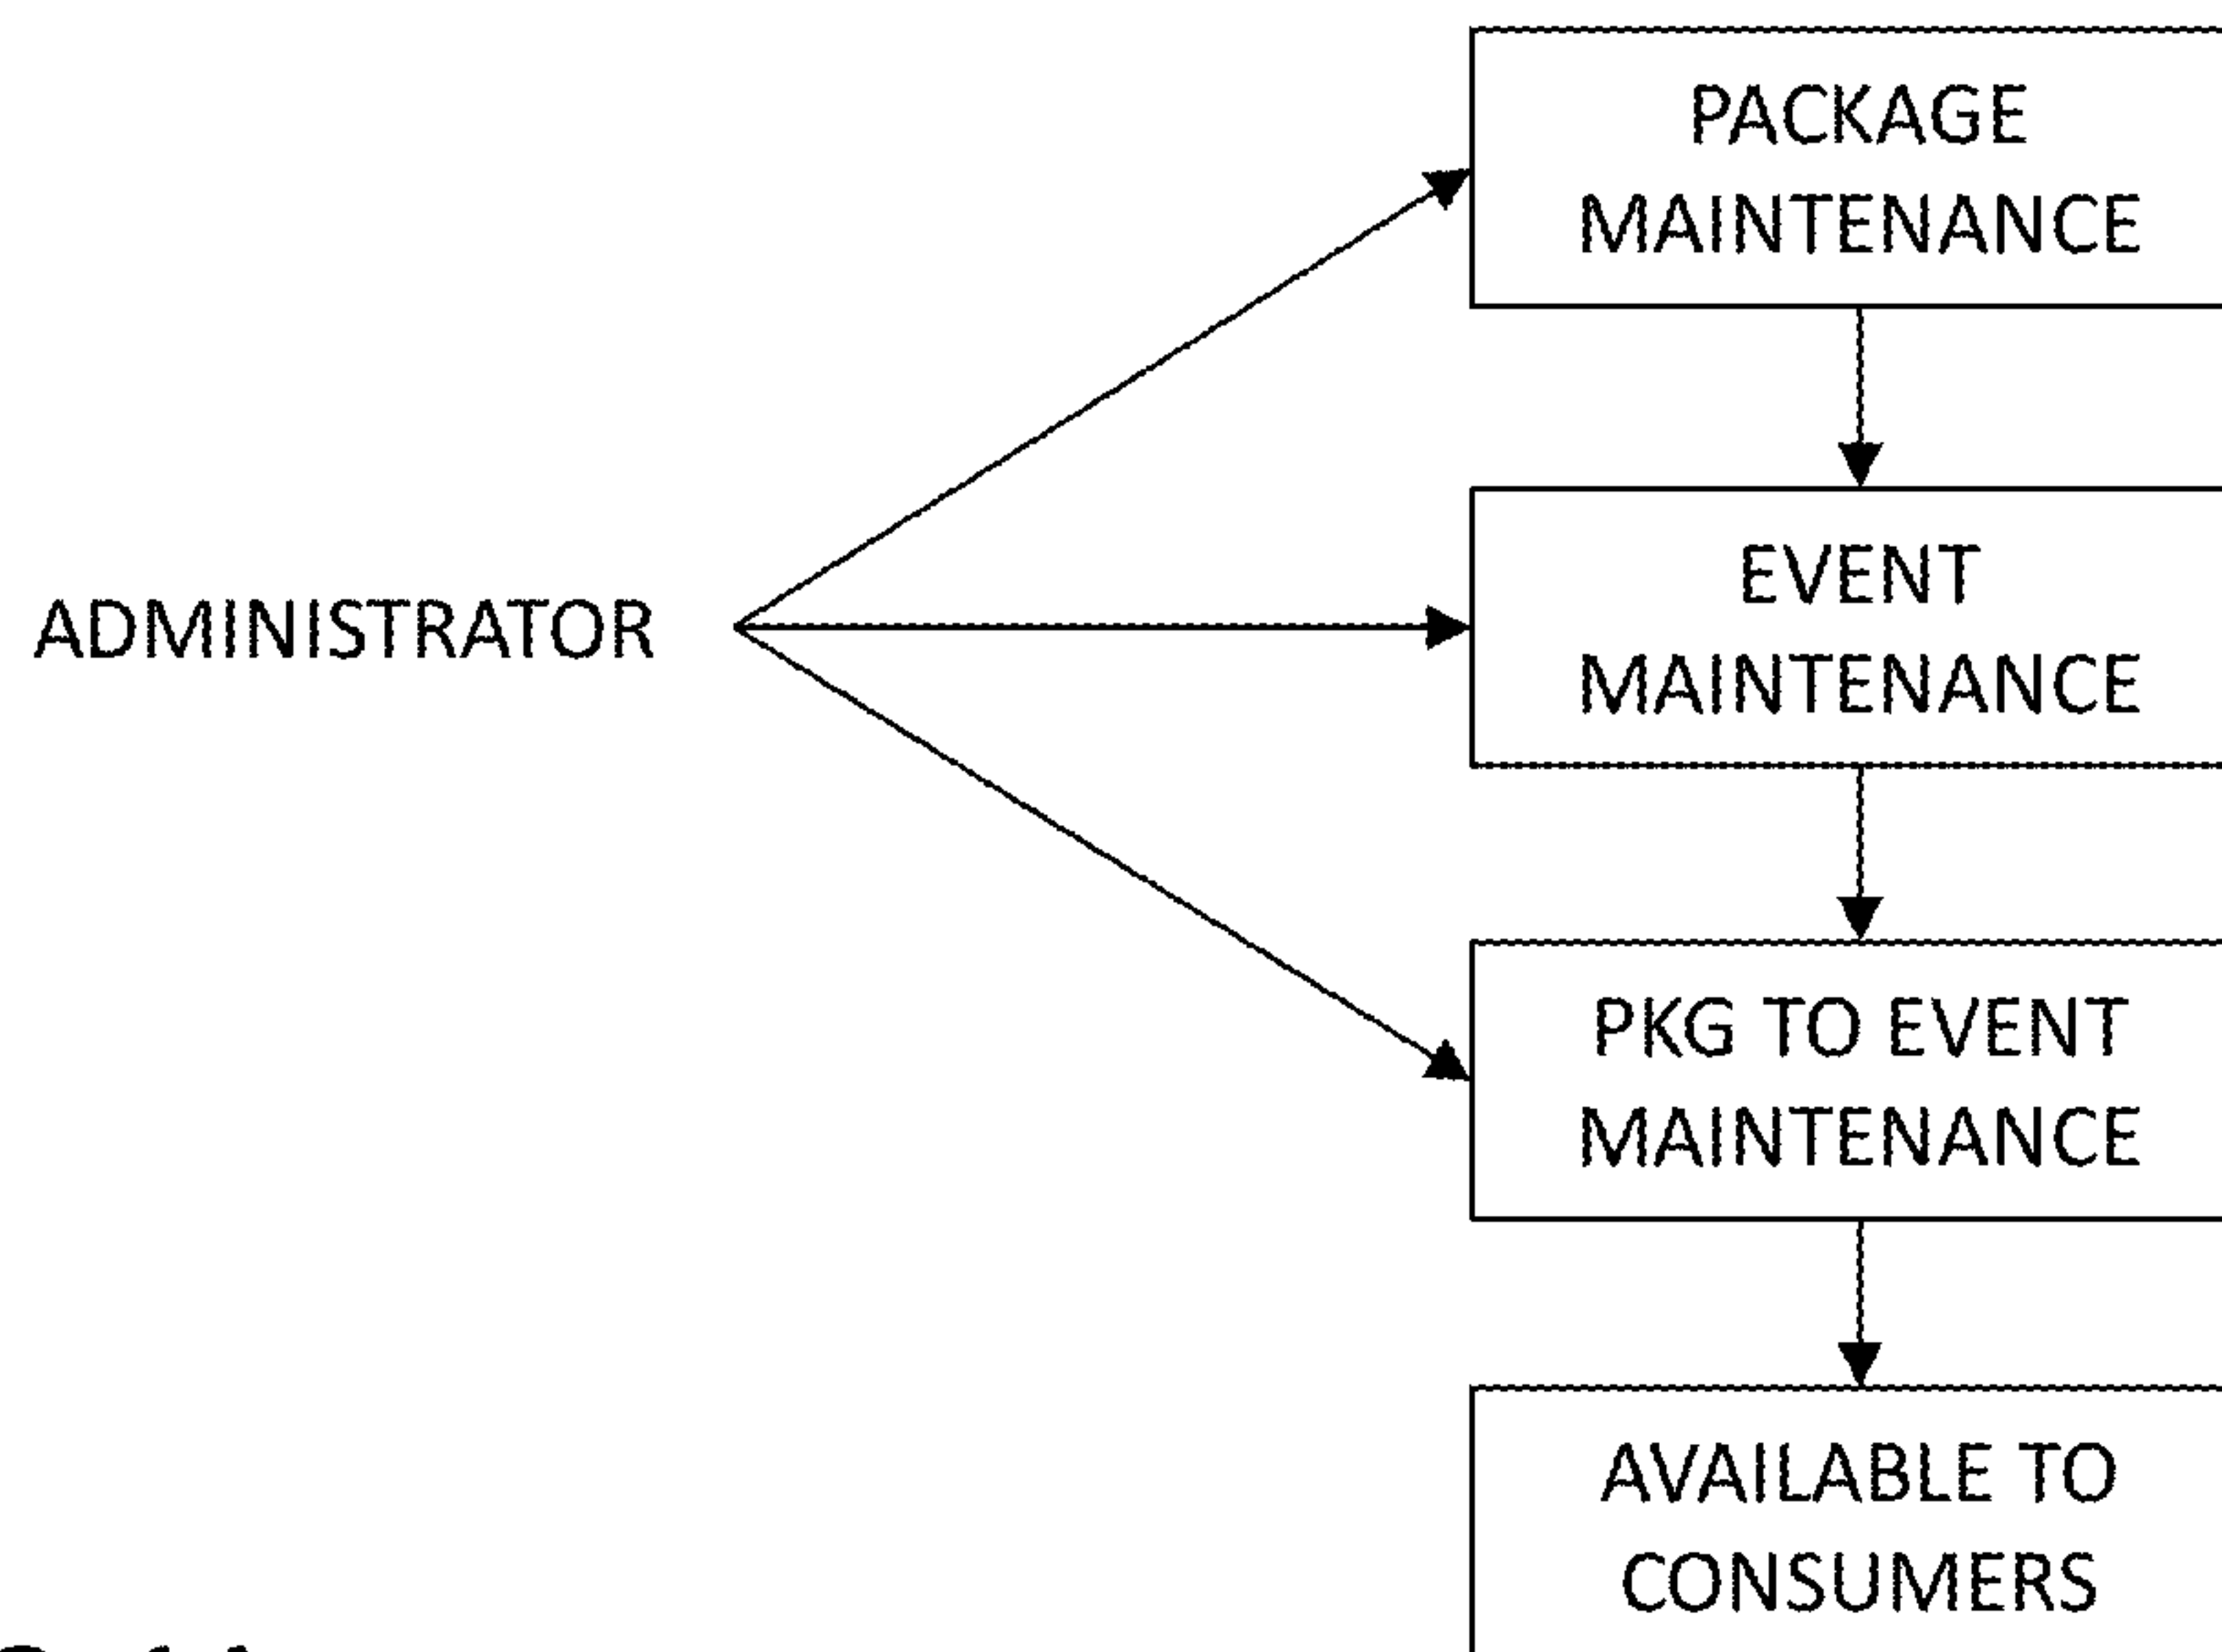 PACKAGE
MAINTENANCE
ADMINISTRATOR
EVENT
MAINTENANCE
PKG TO EVENT
MAINTENANCE
AVAILABLE TO
CONSUMERS